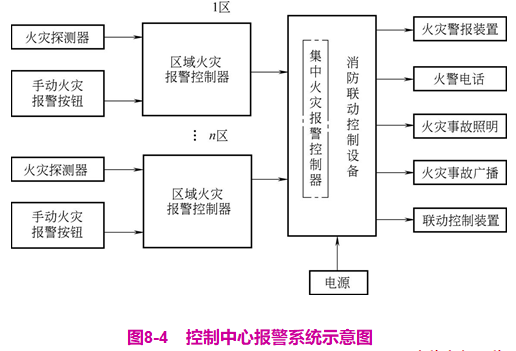 1区
火灾探测器
手动火灾
报警按钮
区域火灾
报警控制器
⋮ n区
火灾探测器
手动火灾
报警按钮
区域火灾
报警控制器
集中火灾报警控制器
消防联动控制设备
火灾警报装置
火警电话
火灾事故照明
火灾事故广播
联动控制装置
电源
图8-4 控制中心报警系统示意图